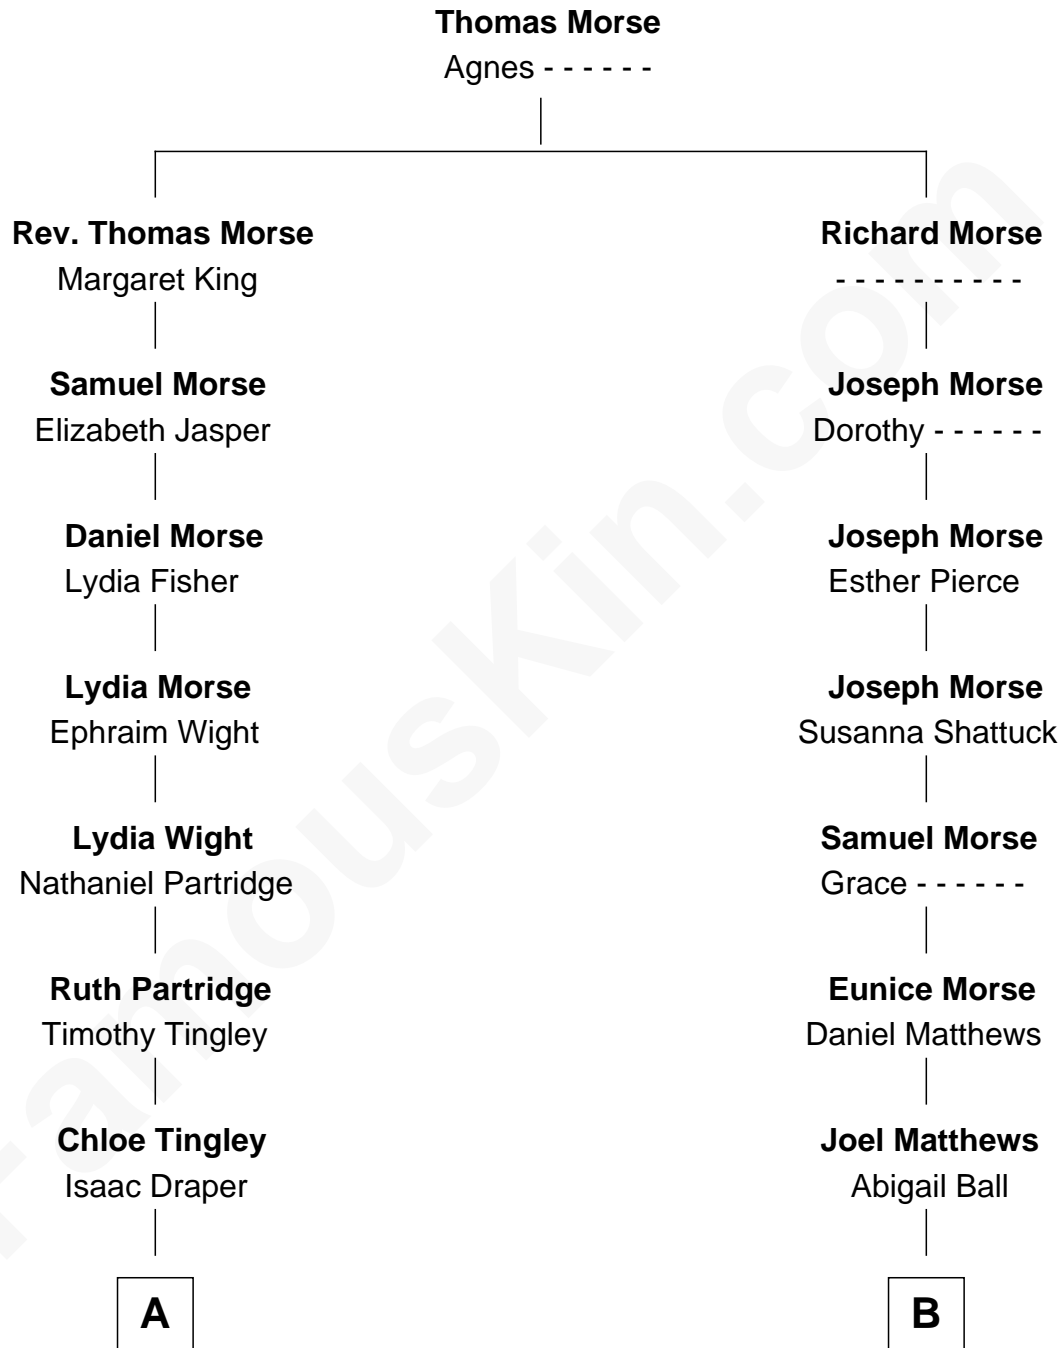 Thomas Morse
Agnes - - - - - -
Rev. Thomas Morse
Margaret King
Richard Morse
- - - - - - - - - -
Samuel Morse
Elizabeth Jasper
Joseph Morse
Dorothy - - - - - -
Daniel Morse
Lydia Fisher
Joseph Morse
Esther Pierce
Lydia Morse
Ephraim Wight
Joseph Morse
Susanna Shattuck
Lydia Wight
Nathaniel Partridge
Samuel Morse
Grace - - - - - -
Ruth Partridge
Timothy Tingley
Eunice Morse
Daniel Matthews
Chloe Tingley
Isaac Draper
Joel Matthews
Abigail Ball
A
B
FamousKin.com